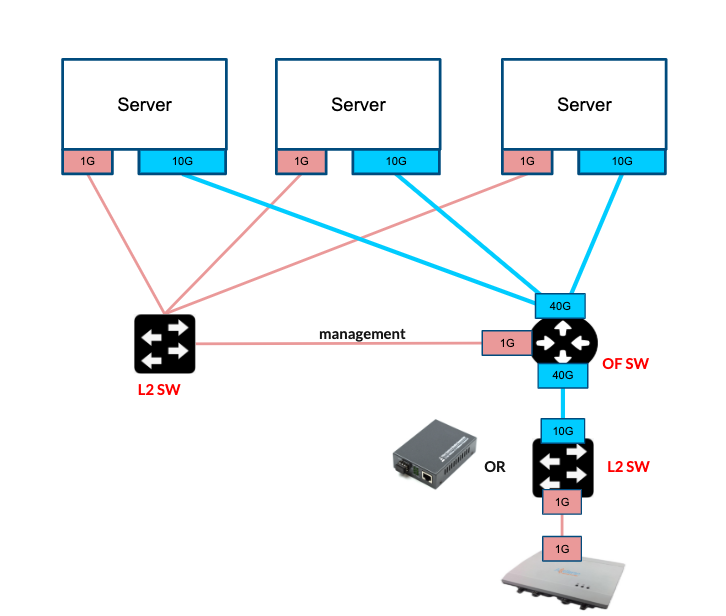 Server
Server
Server
1G
10G
1G
10G
1G
10G
40G
management
1G
OF SW
L2 SW
40G
10G
OR
L2 SW
1G
1G